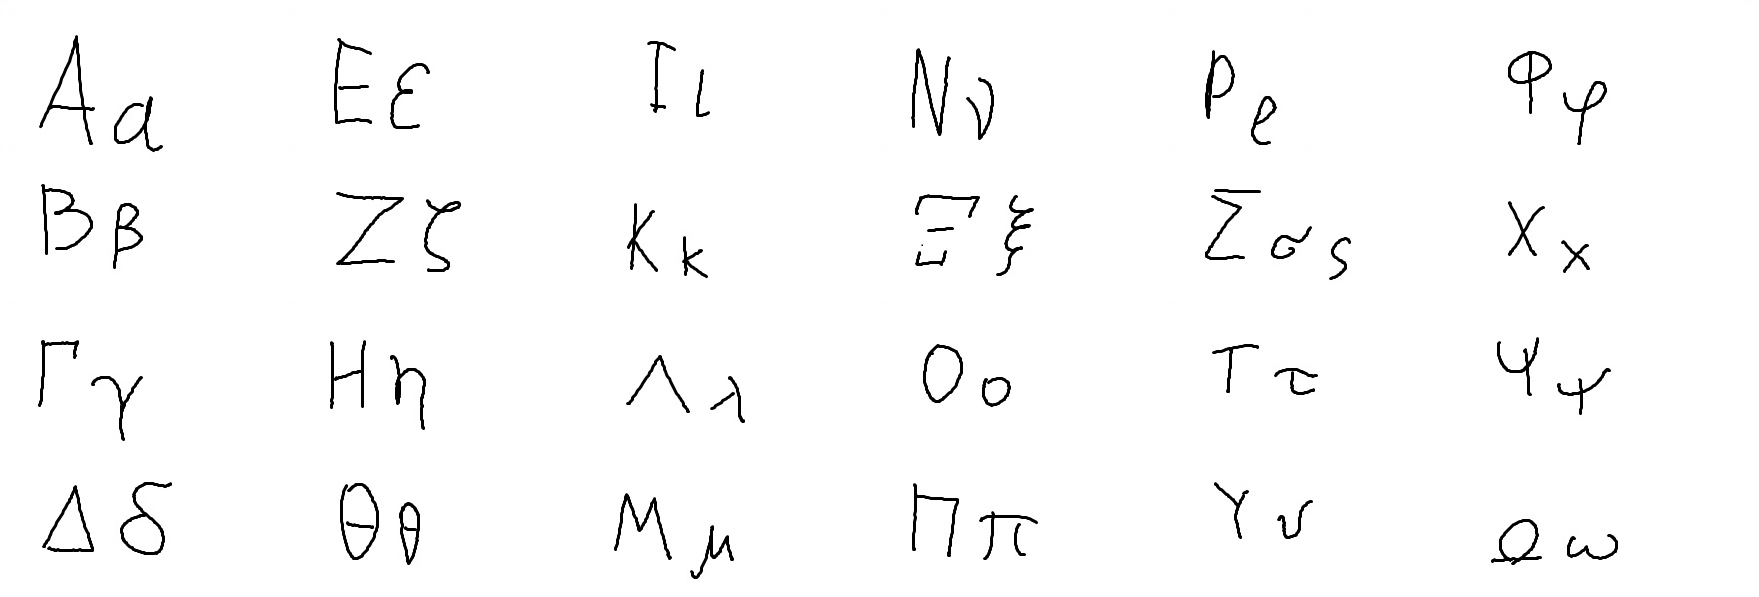 Αα Εε Ιι Νν Ρρ Φφ
Ββ Ζζ Κκ Ξξ Σσς Χχ
Γγ Ηη Λλ Οο Ττ Ψψ
Δδ Θθ Μμ Ππ Υυ Ωω